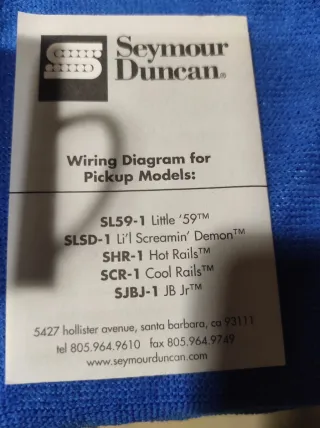 Seymour
Duncan®
Wiring Diagram for
Pickup Models:
SL59-1 Little '59™
SLSD-1 Li'l Screamin' Demon™
SHR-1 Hot Rails™
SCR-1 Cool Rails™
SJBJ-1 JB Jr™
5427 hollister avenue, santa barbara, ca 93111
tel 805.964.9610 fax 805.964.9749
www.seymourduncan.com